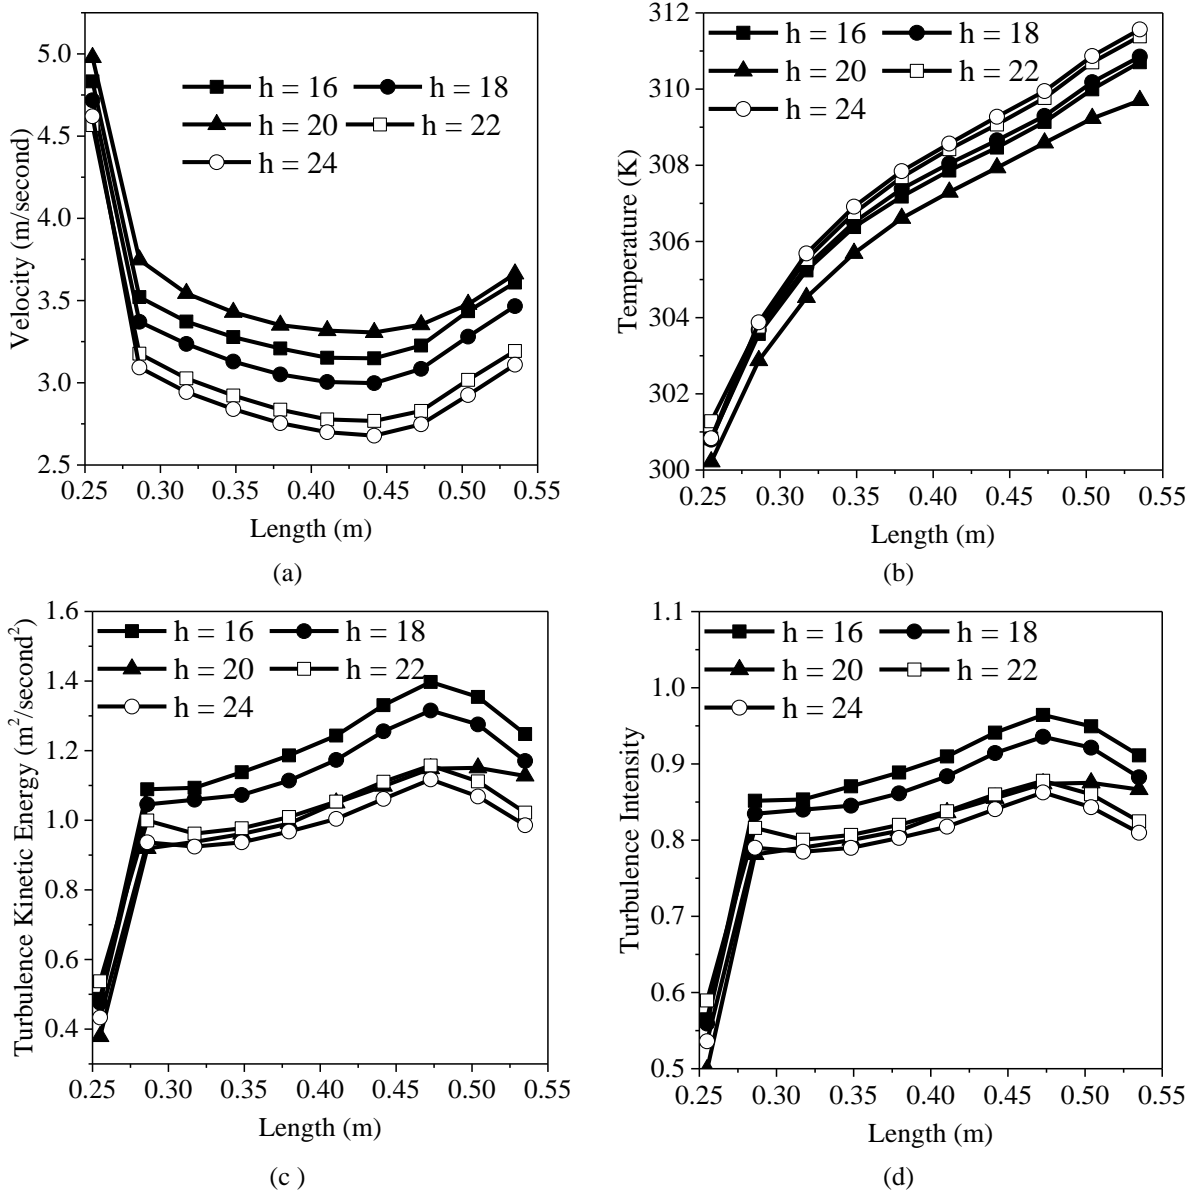 5.0
4.5
4.0
3.5
3.0
2.5
Velocity (m/second)
h = 16 h = 18
h = 20 h = 22
h = 24
0.25 0.30 0.35 0.40 0.45 0.50 0.55
Length (m)
(a)
312
310
308
306
304
302
300
Temperature (K)
h = 16 h = 18
h = 20 h = 22
h = 24
0.25 0.30 0.35 0.40 0.45 0.50 0.55
Length (m)
(b)
1.6
1.4
1.2
1.0
0.8
0.6
0.4
Turbulence Kinetic Energy (m²/second²)
h = 16 h = 18
h = 20 h = 22
h = 24
0.25 0.30 0.35 0.40 0.45 0.50 0.55
Length (m)
(c )
1.1
1.0
0.9
0.8
0.7
0.6
0.5
Turbulence Intensity
h = 16 h = 18
h = 20 h = 22
h = 24
0.25 0.30 0.35 0.40 0.45 0.50 0.55
Length (m)
(d)